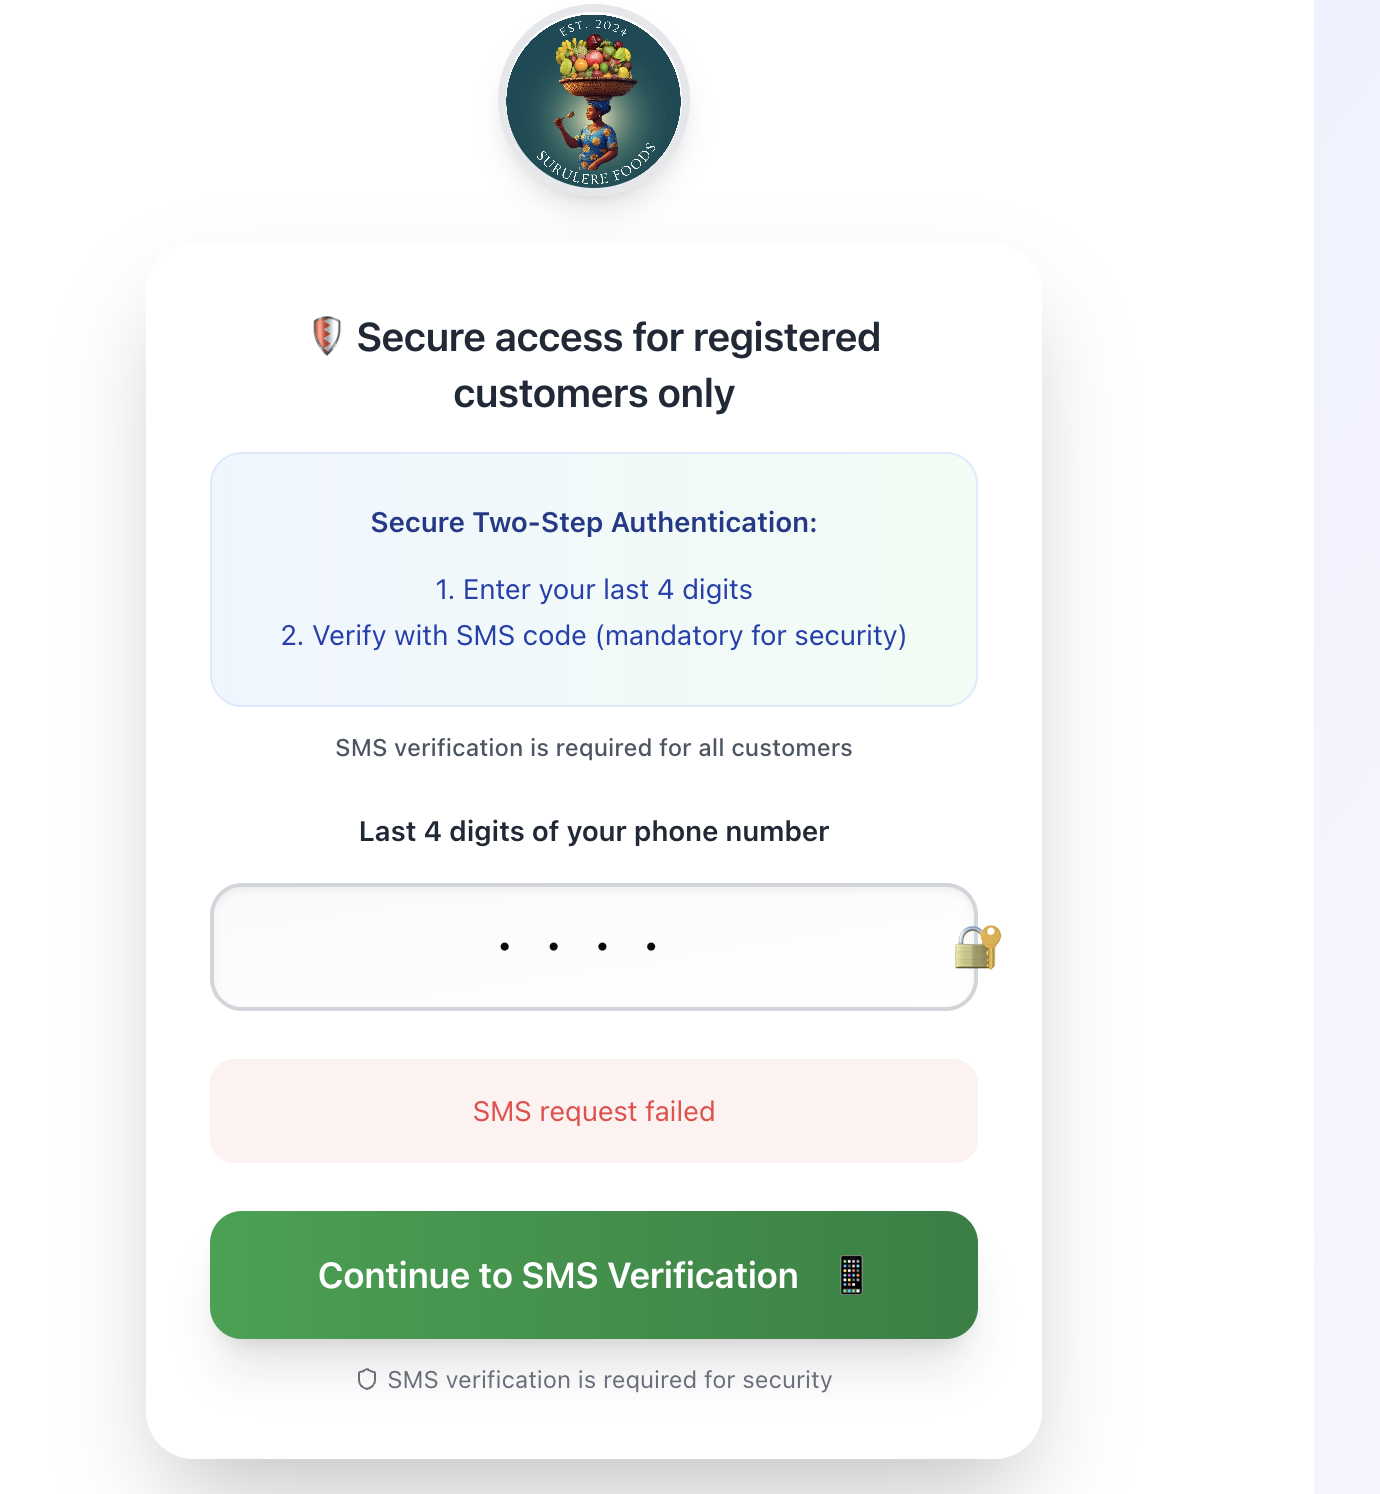 EST. 2024
SURULERE FOODS
Secure access for registered
customers only
Secure Two-Step Authentication:
1. Enter your last 4 digits
2. Verify with SMS code (mandatory for security)
SMS verification is required for all customers
Last 4 digits of your phone number
• • • •
SMS request failed
Continue to SMS Verification
SMS verification is required for security